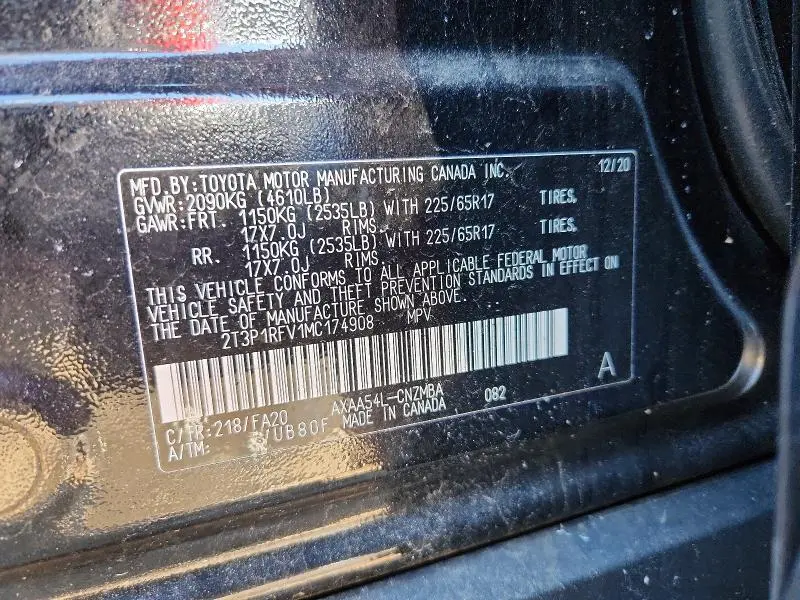 MFD. BY: TOYOTA MOTOR MANUFACTURING CANADA INC. 12/20
GVWR: 2090KG (4610LB)
GAWR: FRT. 1150KG (2535LB) WITH 225/65R17 TIRES,
17X7.0J RIMS.
RR. 1150KG (2535LB) WITH 225/65R17 TIRES,
17X7.0J RIMS.
THIS VEHICLE CONFORMS TO ALL APPLICABLE FEDERAL MOTOR
VEHICLE SAFETY AND THEFT PREVENTION STANDARDS IN EFFECT ON
THE DATE OF MANUFACTURE SHOWN ABOVE.
2T3P1RFV1MC174908 MPV
C/TR: 218/FA20 AXAA54L-CNZMBA 082 A
A/TM: /UB80F MADE IN CANADA